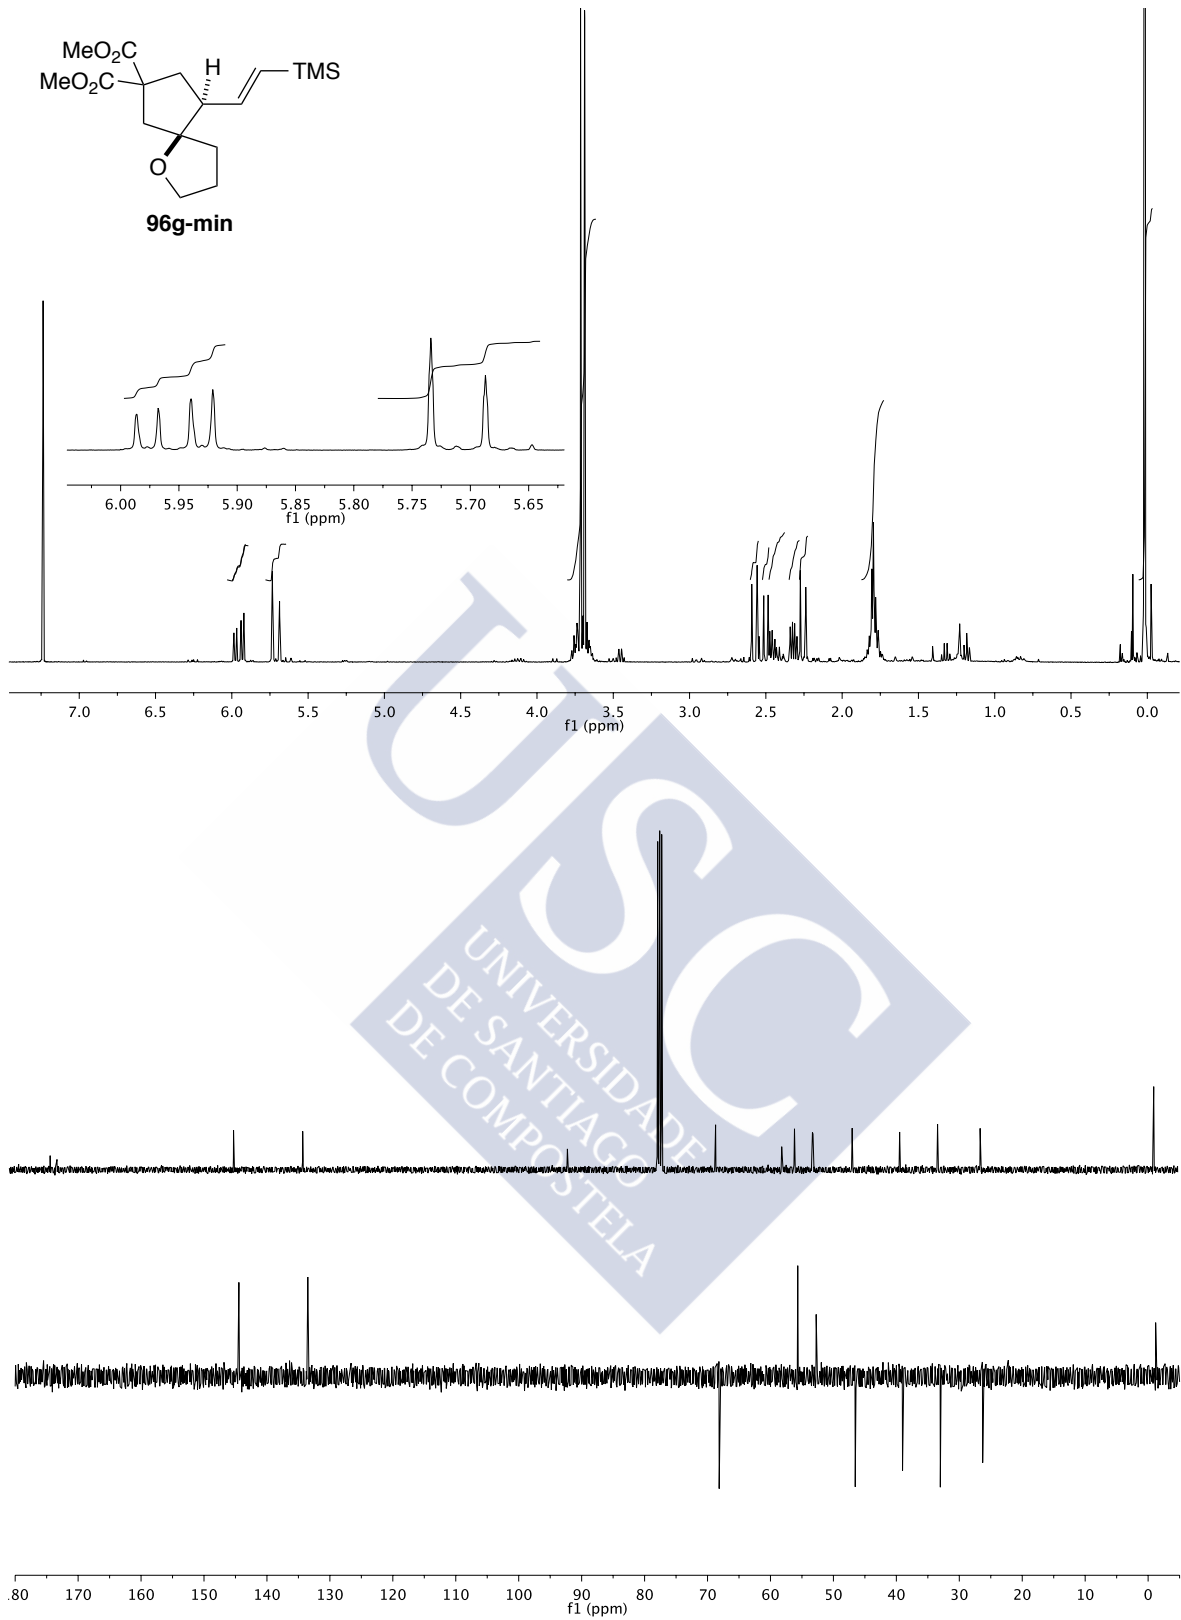 MeO2C
MeO2C
H
TMS
O
96g-min
6.00 5.95 5.90 5.85 5.80 5.75 5.70 5.65
f1 (ppm)
7.0 6.5 6.0 5.5 5.0 4.5 4.0 3.5 3.0 2.5 2.0 1.5 1.0 0.5 0.0
f1 (ppm)
USC
UNIVERSIDADE
DE SANTIAGO
DE COMPOSTELA
.80 170 160 150 140 130 120 110 100 90 80 70 60 50 40 30 20 10 0
f1 (ppm)